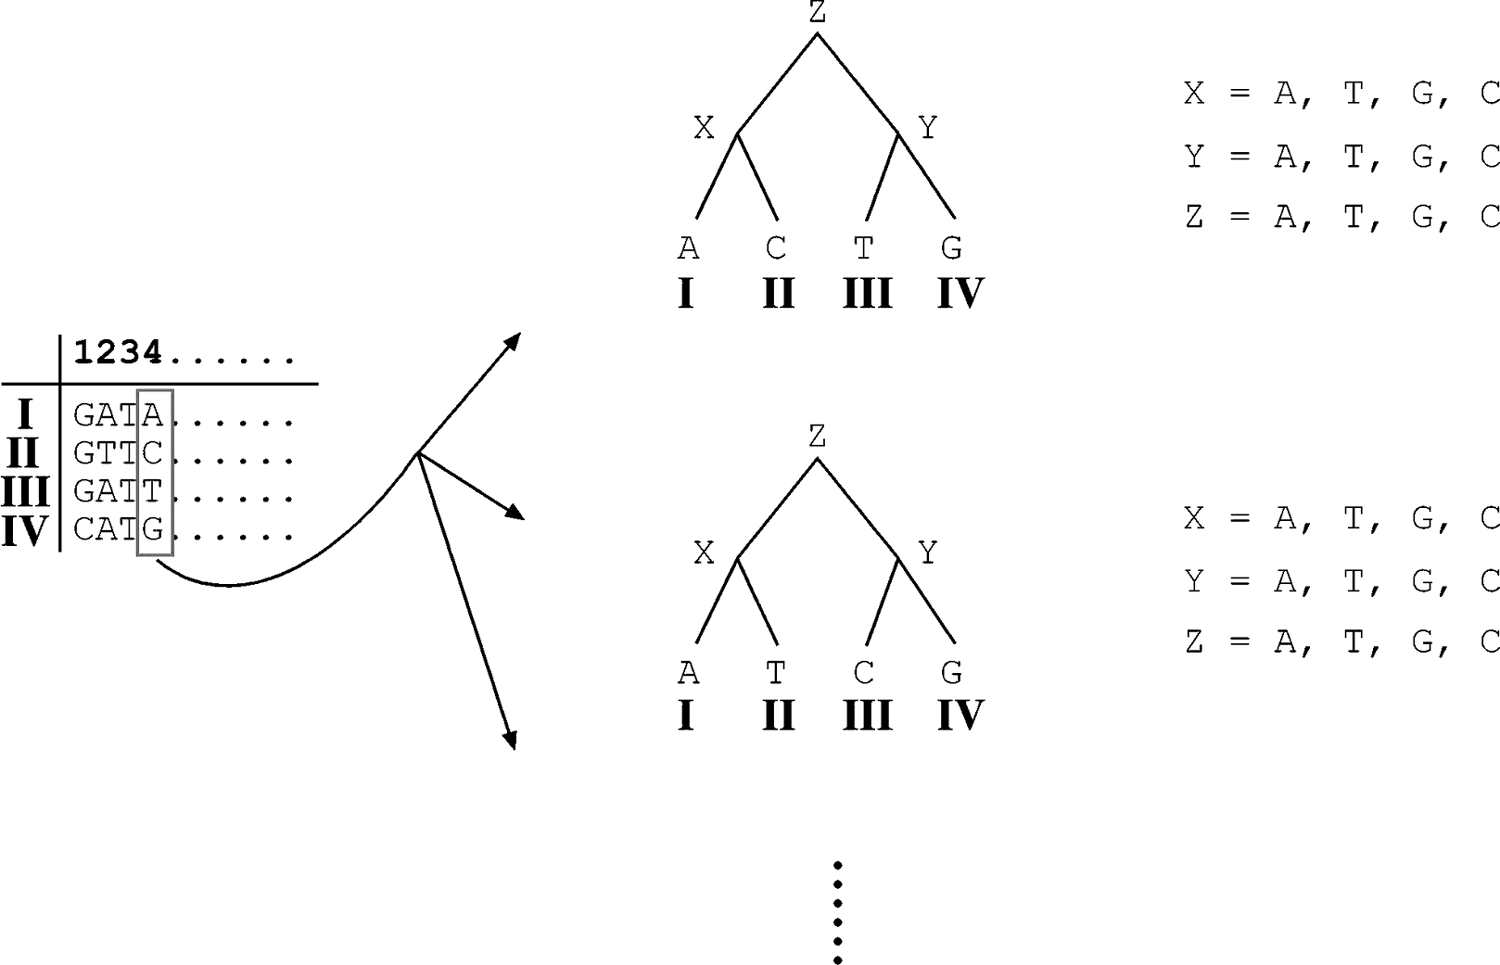 1234......
I GATA......
II GTTC......
III GATT......
IV CATG......
Z
X Y
A C T G
I II III IV
X = A, T, G, C
Y = A, T, G, C
Z = A, T, G, C
Z
X Y
A T C G
I II III IV
X = A, T, G, C
Y = A, T, G, C
Z = A, T, G, C